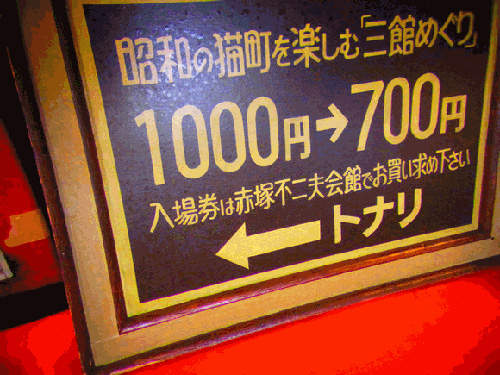 昭和の猫町を楽しむ「三館めぐり」
1000円→700円
入場券は赤塚不二夫会館でお買い求め下さい
←トナリ